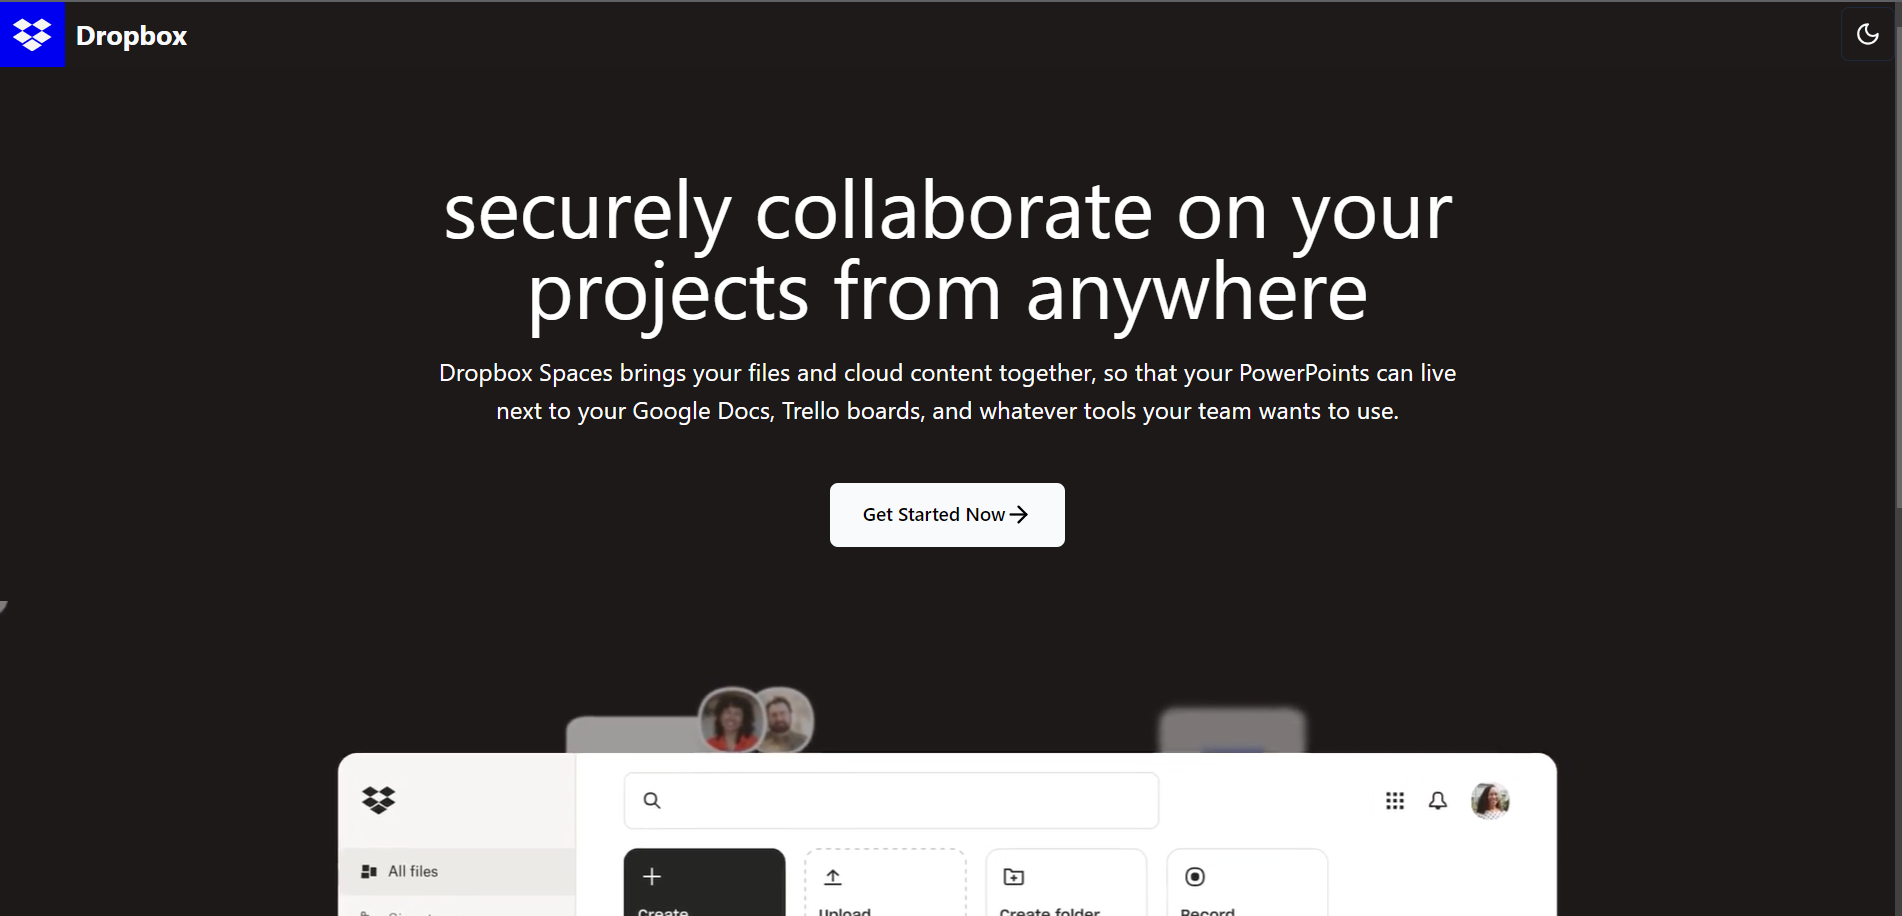 Dropbox
securely collaborate on your
projects from anywhere
Dropbox Spaces brings your files and cloud content together, so that your PowerPoints can live
next to your Google Docs, Trello boards, and whatever tools your team wants to use.
Get Started Now
All files
Create
Upload
Create folder
Record